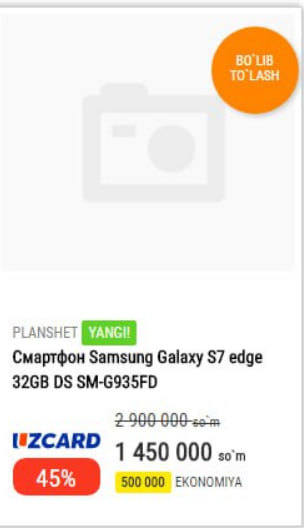 BO`LIB
TO`LASH
PLANSHET YANGI!
Смартфон Samsung Galaxy S7 edge
32GB DS SM-G935FD
2 900 000 so`m
UZCARD
1 450 000 so`m
45%
500 000 EKONOMIYA